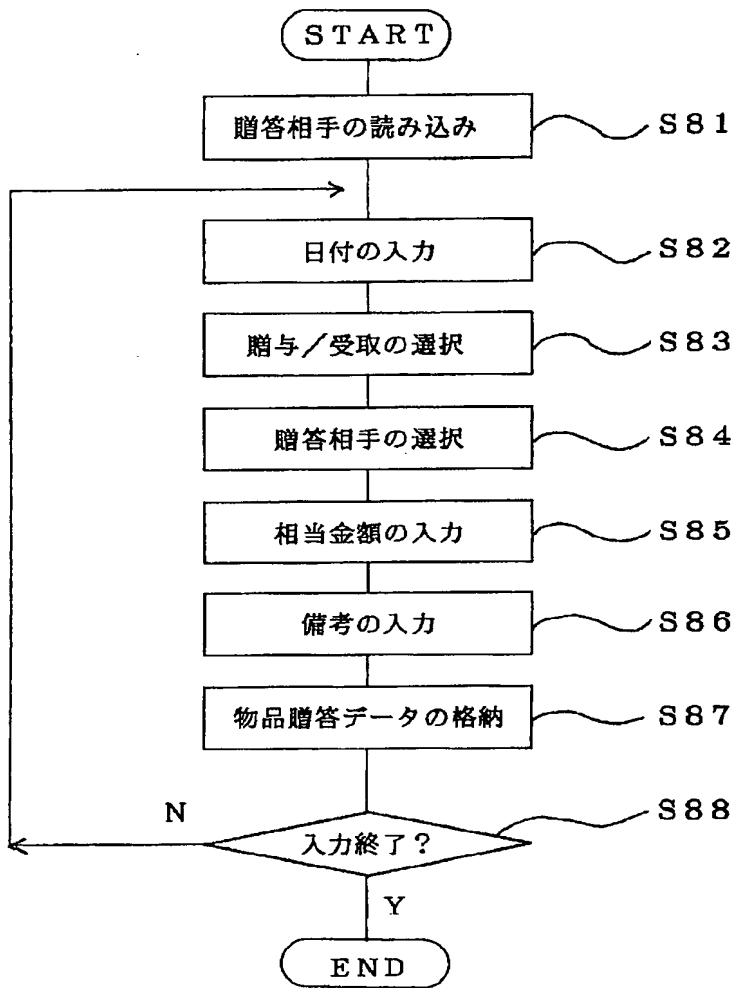 START
贈答相手の読み込み S81
日付の入力 S82
贈与／受取の選択 S83
贈答相手の選択 S84
相当金額の入力 S85
備考の入力 S86
物品贈答データの格納 S87
N
S88
入力終了？
Y
END